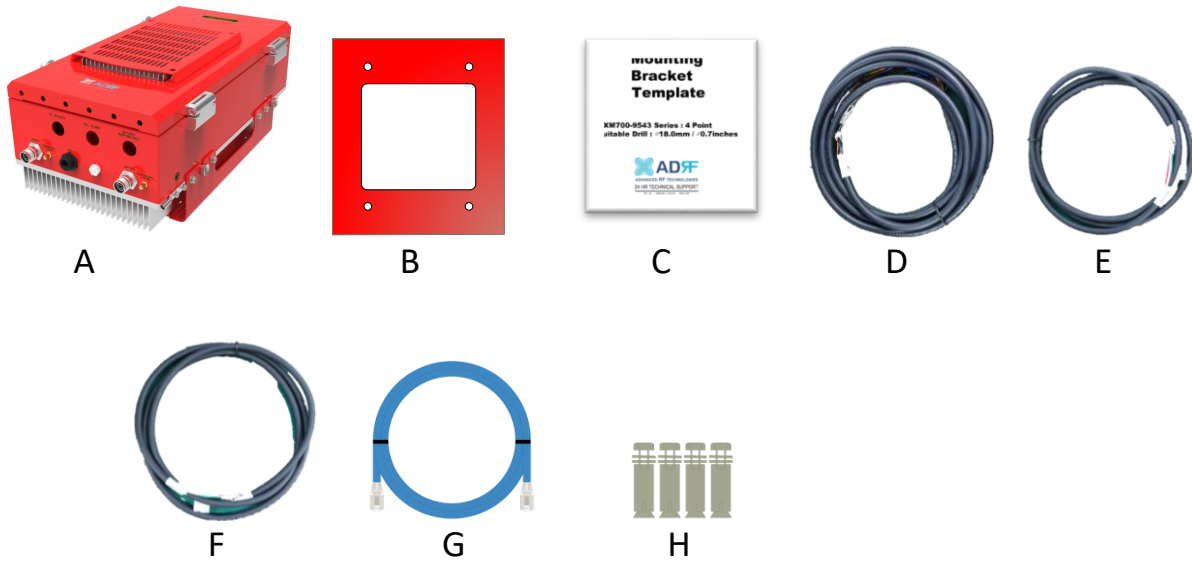 Mounting
Bracket
Template
XM700-9543 Series : 4 Point
uitable Drill : ⌀18.0mm / ⌀0.7inches
ADRF
ADVANCED RF TECHNOLOGIES
24 HR TECHNICAL SUPPORT
ADRF
A
B
C
D
E
F
G
H